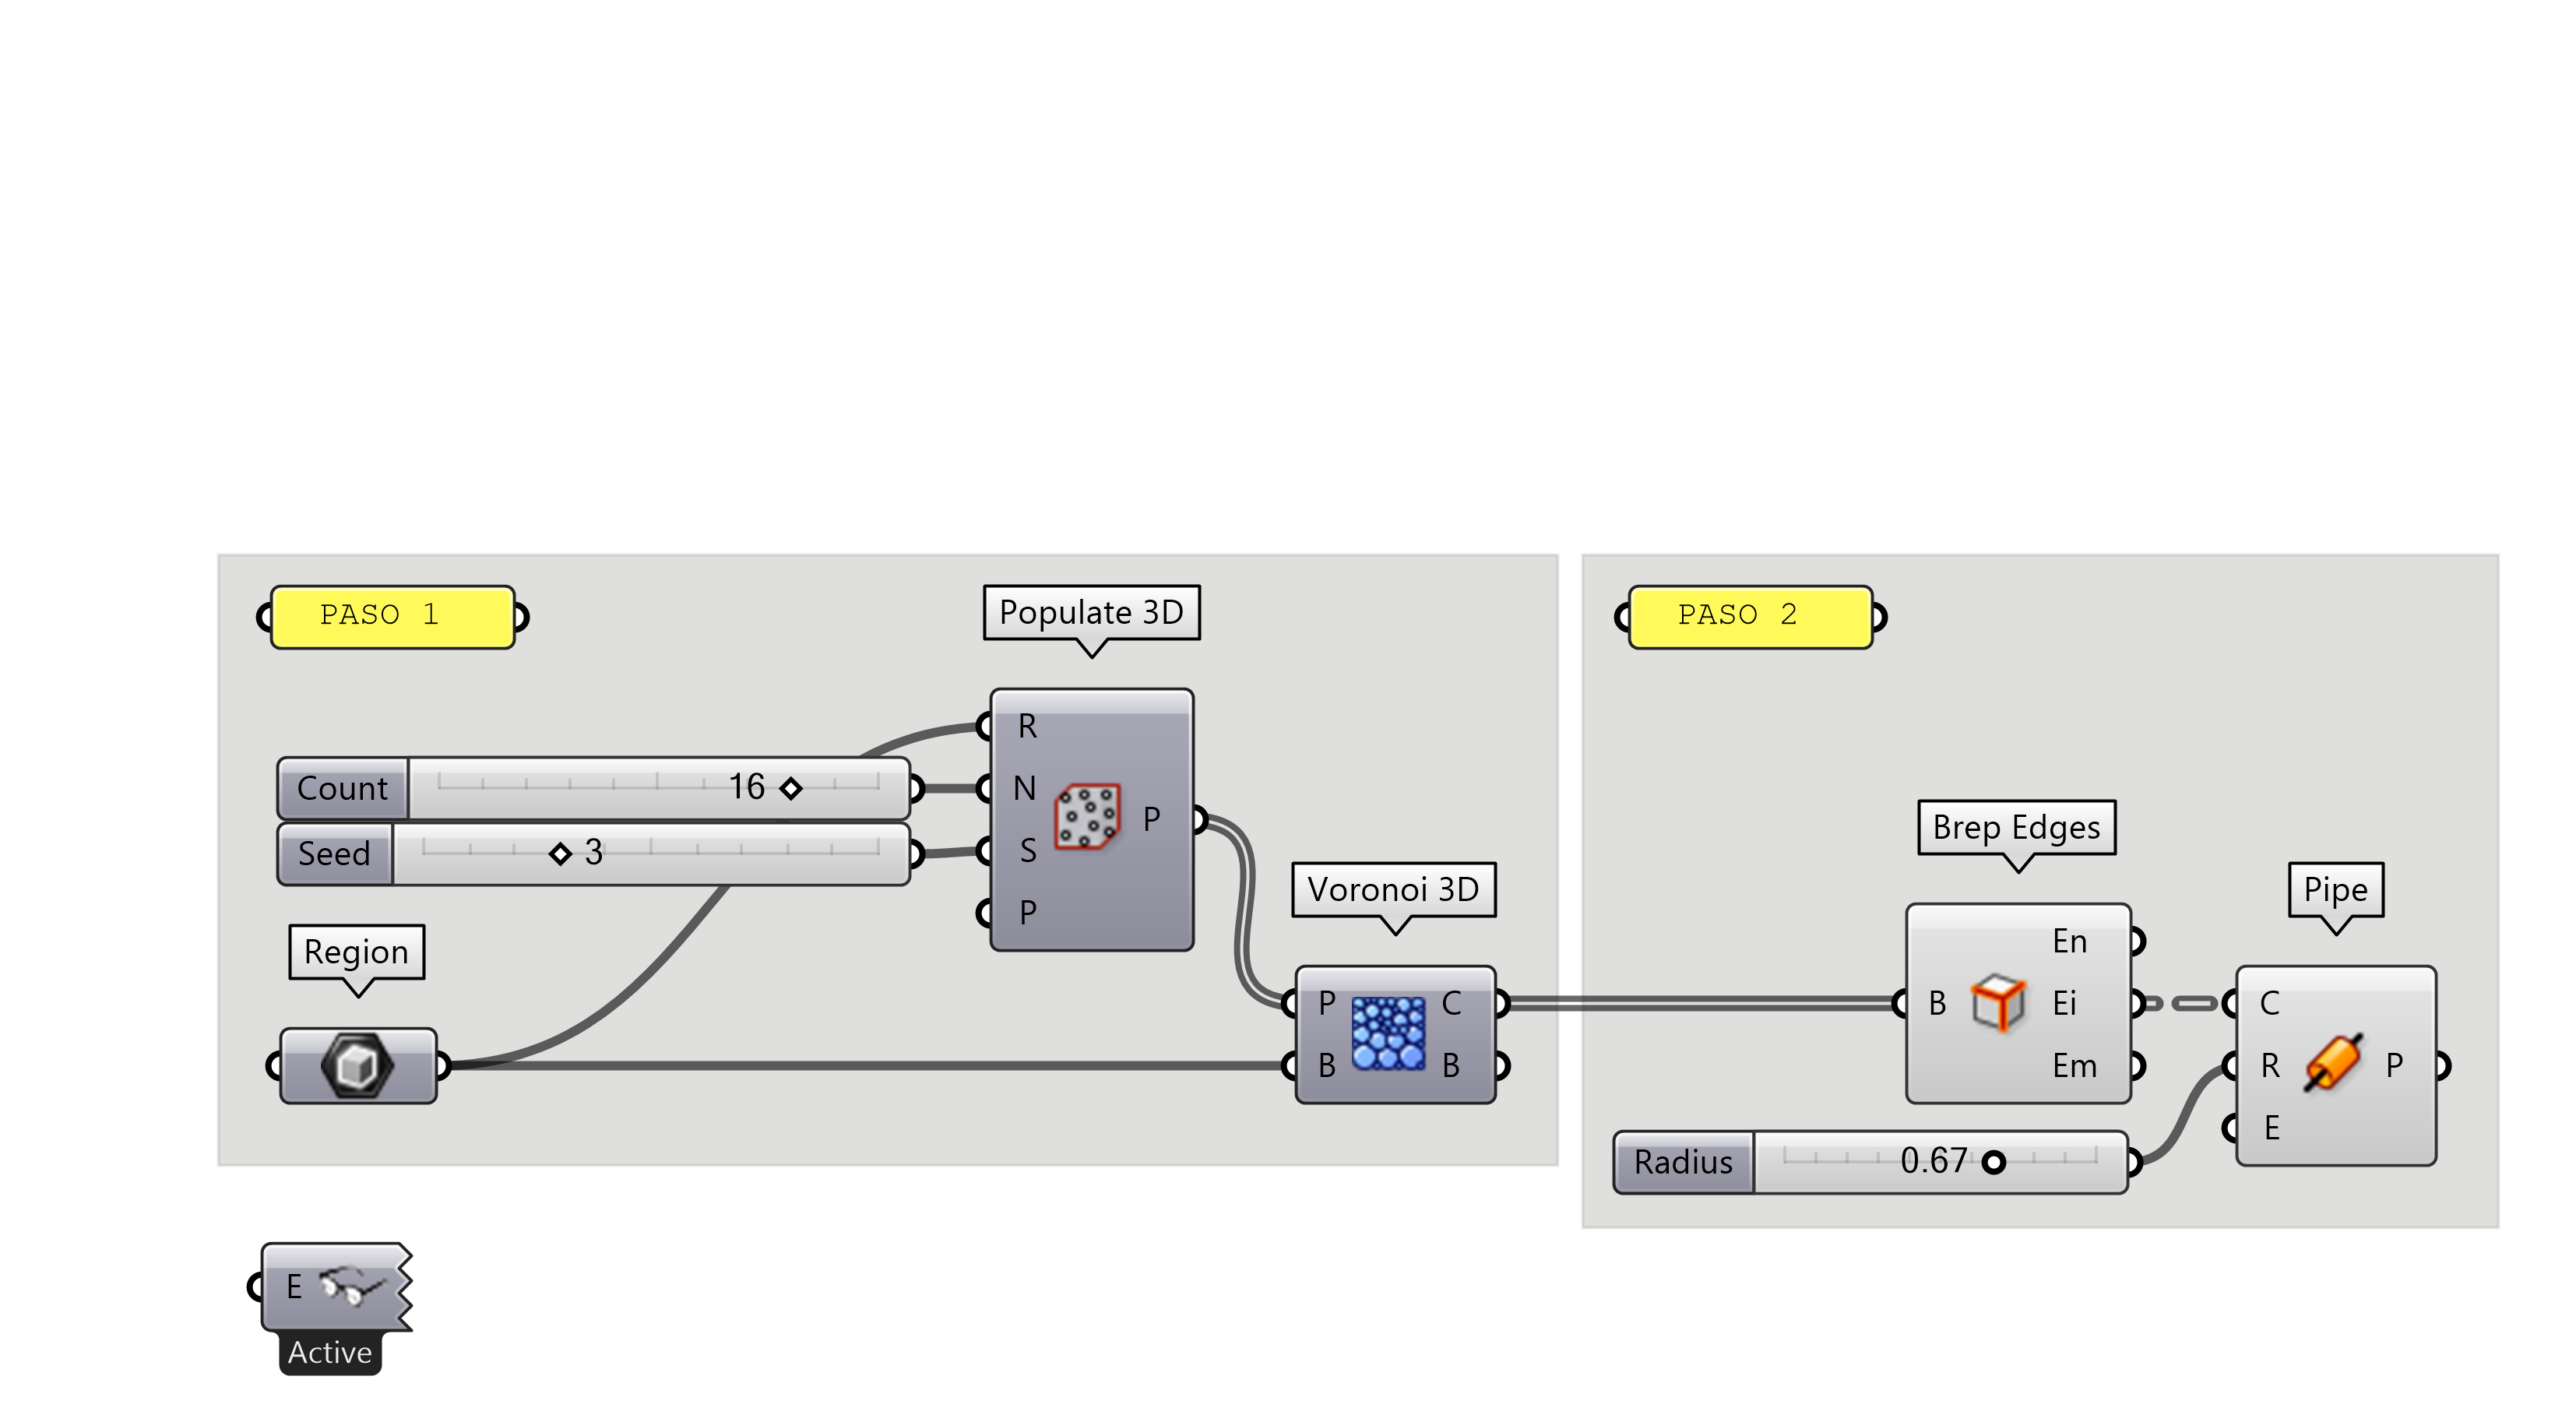 PASO 1
Populate 3D
R
Count 16
N
Seed 3
S
P
P
Region
Voronoi 3D
P C
B B
PASO 2
Brep Edges
Pipe
En
B Ei
Em
C
R P
E
Radius 0.67
E
Active